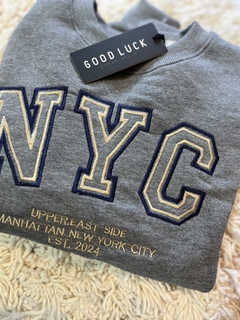 GOOD LUCK
NYC
UPPER EAST SIDE
MANHATTAN, NEW YORK CITY
EST. 2024